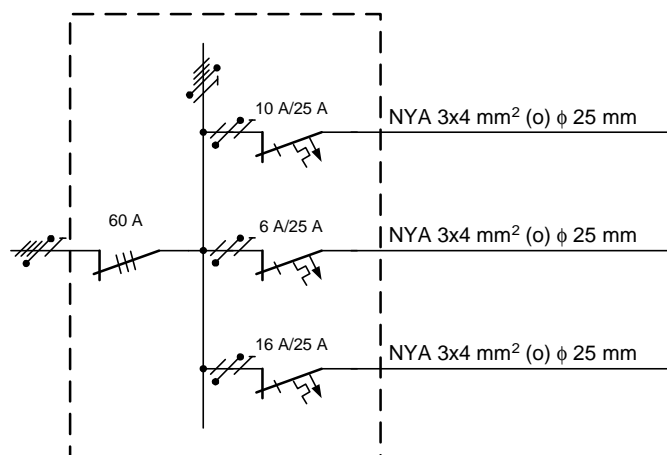 10 A/25 A
NYA 3x4 mm² (o) ϕ 25 mm
60 A
6 A/25 A
NYA 3x4 mm² (o) ϕ 25 mm
16 A/25 A
NYA 3x4 mm² (o) ϕ 25 mm